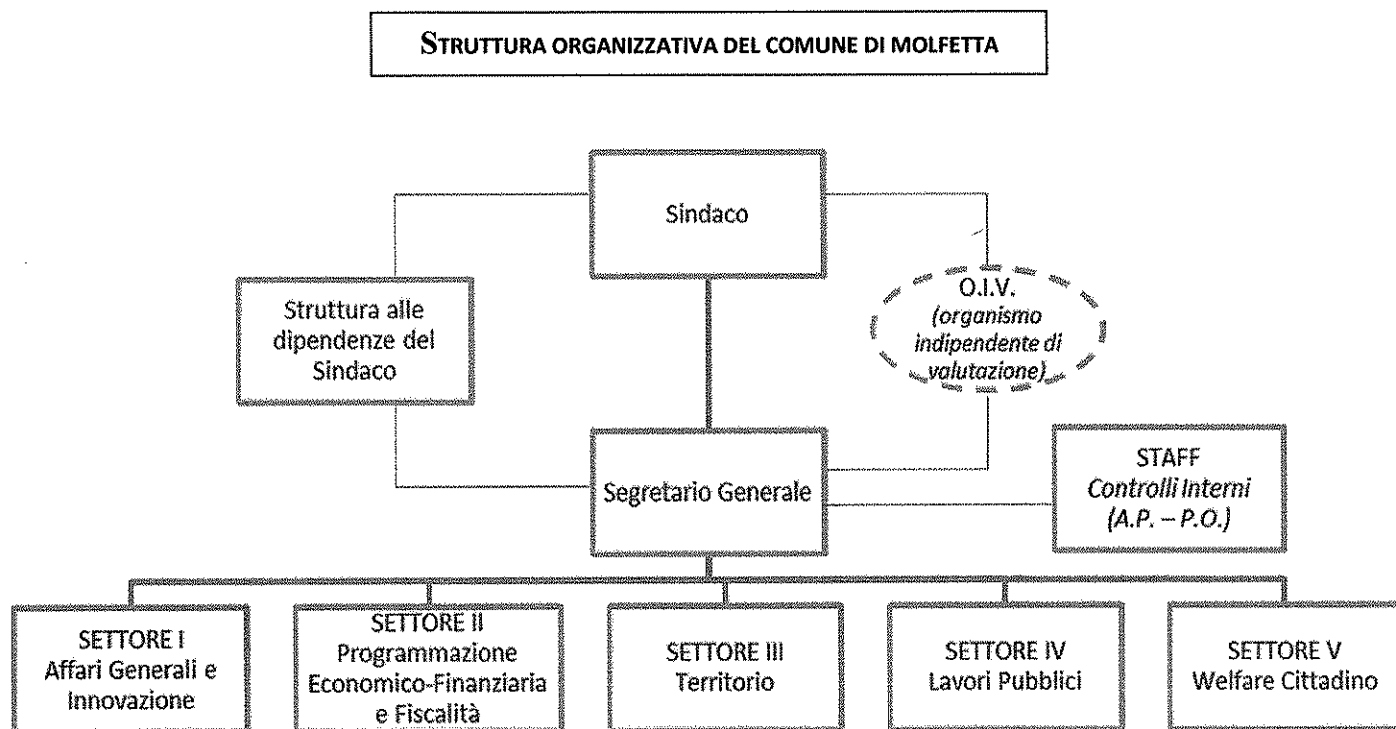 STRUTTURA ORGANIZZATIVA DEL COMUNE DI MOLFETTA
Sindaco
Struttura alle
dipendenze del
Sindaco
O.I.V.
(organismo
indipendente di
valutazione)
Segretario Generale
STAFF
Controlli Interni
(A.P. – P.O.)
SETTORE I
Affari Generali e
Innovazione
SETTORE II
Programmazione
Economico-Finanziaria
e Fiscalità
SETTORE III
Territorio
SETTORE IV
Lavori Pubblici
SETTORE V
Welfare Cittadino